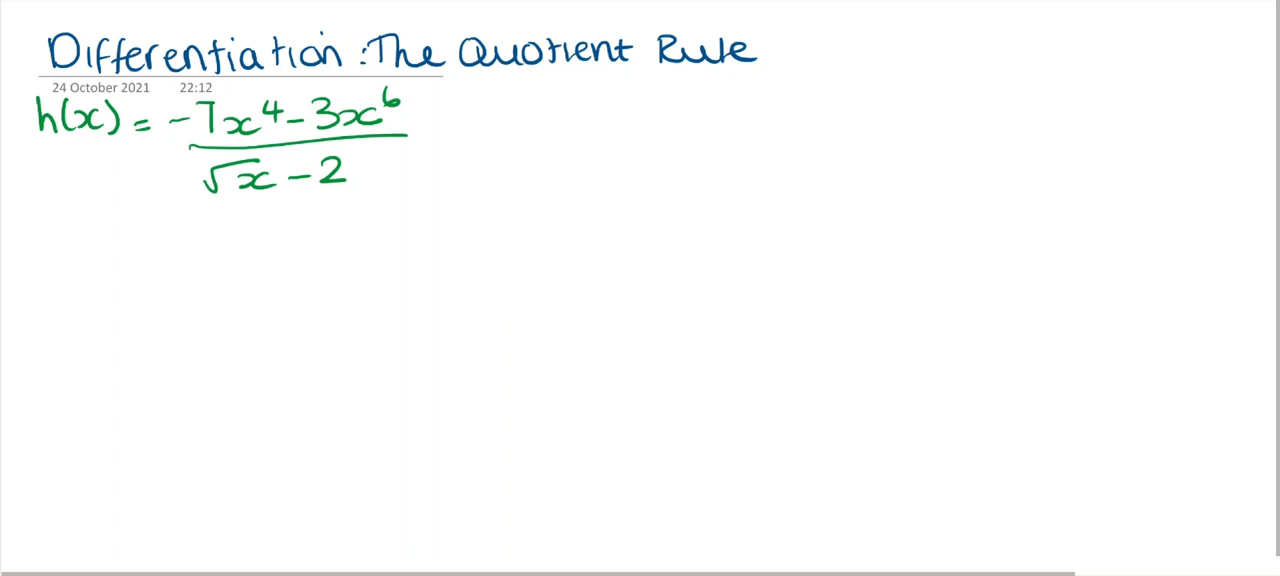 Differentiation: The Quotient Rule
24 October 2021 22:12
h(x) = -7x⁴ - 3x⁶
√x - 2